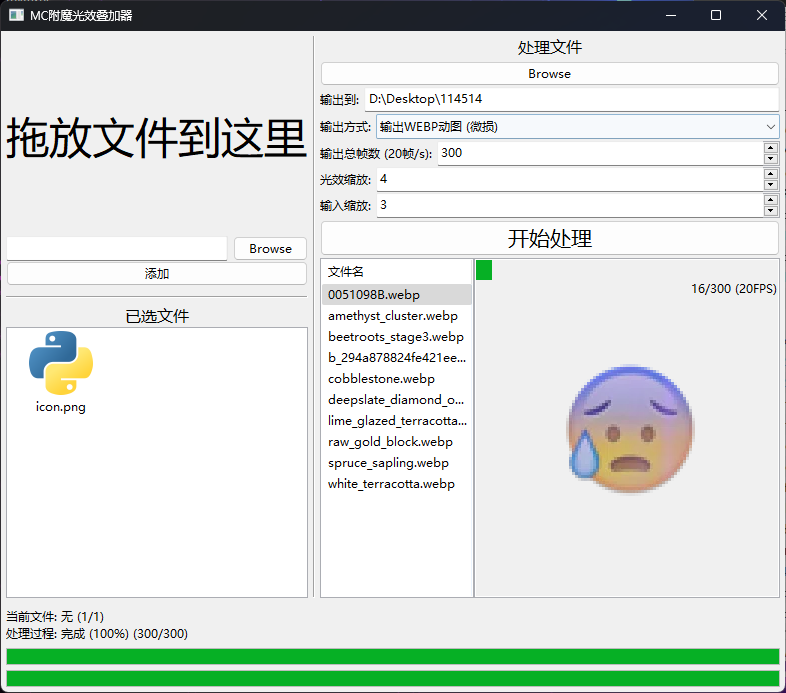 MC附魔光效叠加器
拖放文件到这里
Browse
添加
已选文件
icon.png
处理文件
Browse
输出到: D:\Desktop\114514
输出方式: 输出WEBP动图 (微损)
输出总帧数 (20帧/s): 300
光效缩放: 4
输入缩放: 3
开始处理
文件名
0051098B.webp
amethyst_cluster.webp
beetroots_stage3.webp
b_294a878824fe421ee...
cobblestone.webp
deepslate_diamond_o...
lime_glazed_terracotta...
raw_gold_block.webp
spruce_sapling.webp
white_terracotta.webp
16/300 (20FPS)
当前文件: 无 (1/1)
处理过程: 完成 (100%) (300/300)